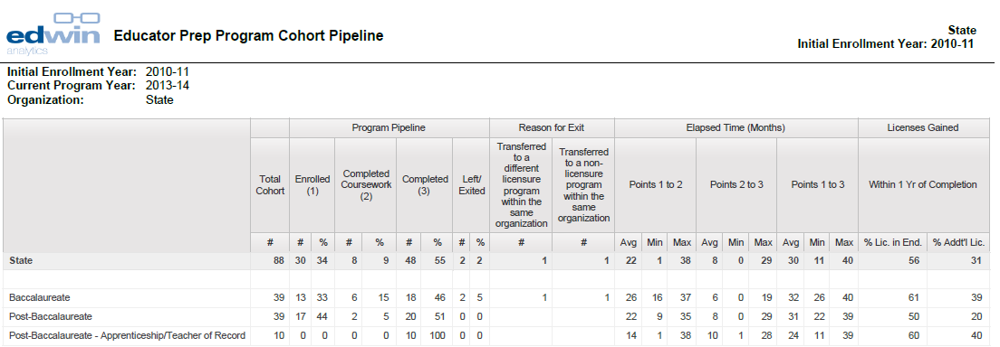 edwin
analytics
Educator Prep Program Cohort Pipeline
State
Initial Enrollment Year: 2010-11
Initial Enrollment Year: 2010-11
Current Program Year: 2013-14
Organization: State
Program Pipeline Reason for Exit Elapsed Time (Months) Licenses Gained
Total Cohort Enrolled (1) Completed Coursework (2) Completed (3) Left/ Exited Transferred to a different licensure program within the same organization Transferred to a non-licensure program within the same organization Points 1 to 2 Points 2 to 3 Points 1 to 3 Within 1 Yr of Completion
# # % # % # % # % # # Avg Min Max Avg Min Max Avg Min Max % Lic. in End. % Addt'l Lic.
State 88 30 34 8 9 48 55 2 2 1 1 22 1 38 8 0 29 30 11 40 56 31
Baccalaureate 39 13 33 6 15 18 46 2 5 1 1 26 16 37 6 0 19 32 26 40 61 39
Post-Baccalaureate 39 17 44 2 5 20 51 0 0 22 9 35 8 0 29 31 22 39 50 20
Post-Baccalaureate - Apprenticeship/Teacher of Record 10 0 0 0 0 10 100 0 0 14 1 38 10 1 28 24 11 39 60 40